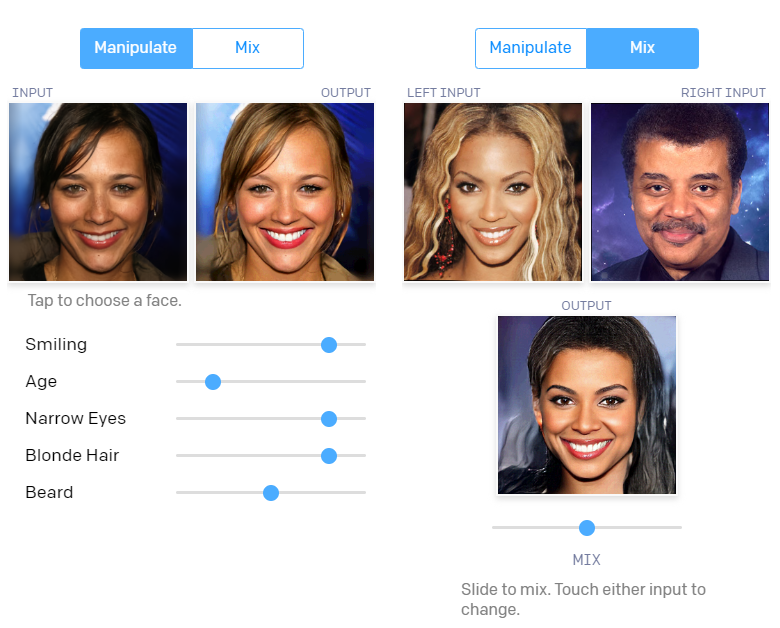 Manipulate Mix
INPUT OUTPUT
Tap to choose a face.
Smiling
Age
Narrow Eyes
Blonde Hair
Beard
Manipulate Mix
LEFT INPUT RIGHT INPUT
OUTPUT
MIX
Slide to mix. Touch either input to
change.